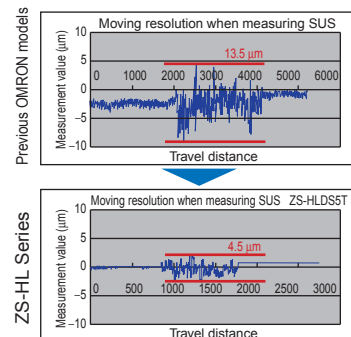 Previous OMRON models
Moving resolution when measuring SUS
Measurement value (μm)
10
5
0
−5
−10
13.5 μm
0 1000 2000 3000 4000 5000 6000
Travel distance
ZS-HL Series
Moving resolution when measuring SUS ZS-HLDS5T
Measurement value (μm)
10
5
0
−5
−10
4.5 μm
0 500 1000 1500 2000 2500 3000
Travel distance